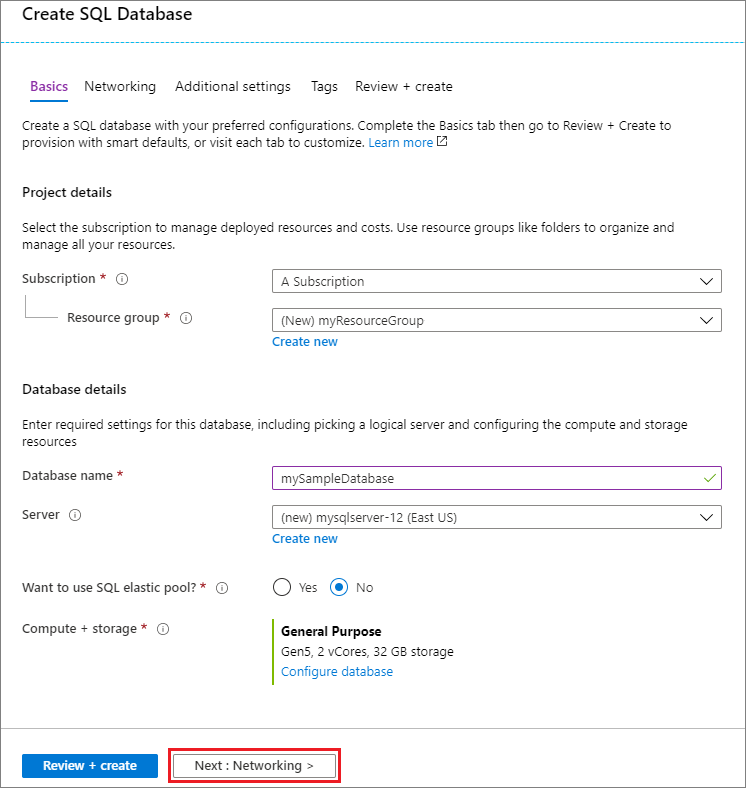 Create SQL Database
Basics Networking Additional settings Tags Review + create
Create a SQL database with your preferred configurations. Complete the Basics tab then go to Review + Create to
provision with smart defaults, or visit each tab to customize. Learn more
Project details
Select the subscription to manage deployed resources and costs. Use resource groups like folders to organize and
manage all your resources.
Subscription * A Subscription
Resource group * (New) myResourceGroup
Create new
Database details
Enter required settings for this database, including picking a logical server and configuring the compute and storage
resources
Database name * mySampleDatabase
Server (new) mysqlserver-12 (East US)
Create new
Want to use SQL elastic pool? * Yes No
Compute + storage * General Purpose
Gen5, 2 vCores, 32 GB storage
Configure database
Review + create Next : Networking >